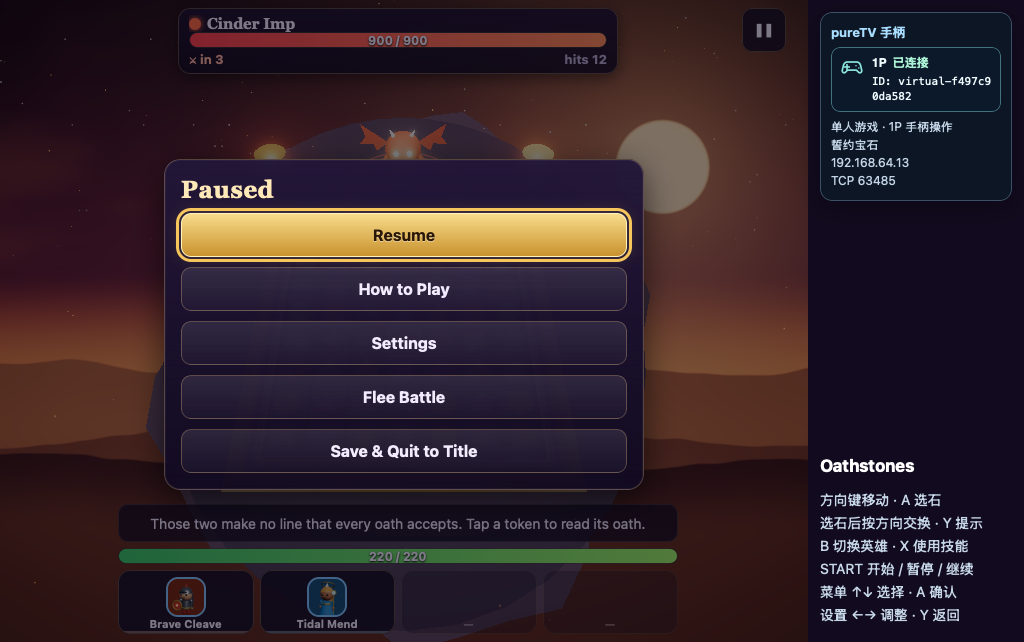 Cinder Imp
900 / 900
in 3
hits 12
Paused
Resume
How to Play
Settings
Flee Battle
Save & Quit to Title
Those two make no line that every oath accepts. Tap a token to read its oath.
220 / 220
Brave Cleave
Tidal Mend
–
–
pureTV 手柄
1P 已连接
ID: virtual-f497c9
0da582
单人游戏 · 1P 手柄操作
誓约宝石
192.168.64.13
TCP 63485
Oathstones
方向键移动 · A 选石
选石后按方向交换 · Y 提示
B 切换英雄 · X 使用技能
START 开始 / 暂停 / 继续
菜单 ↑↓ 选择 · A 确认
设置 ←→ 调整 · Y 返回